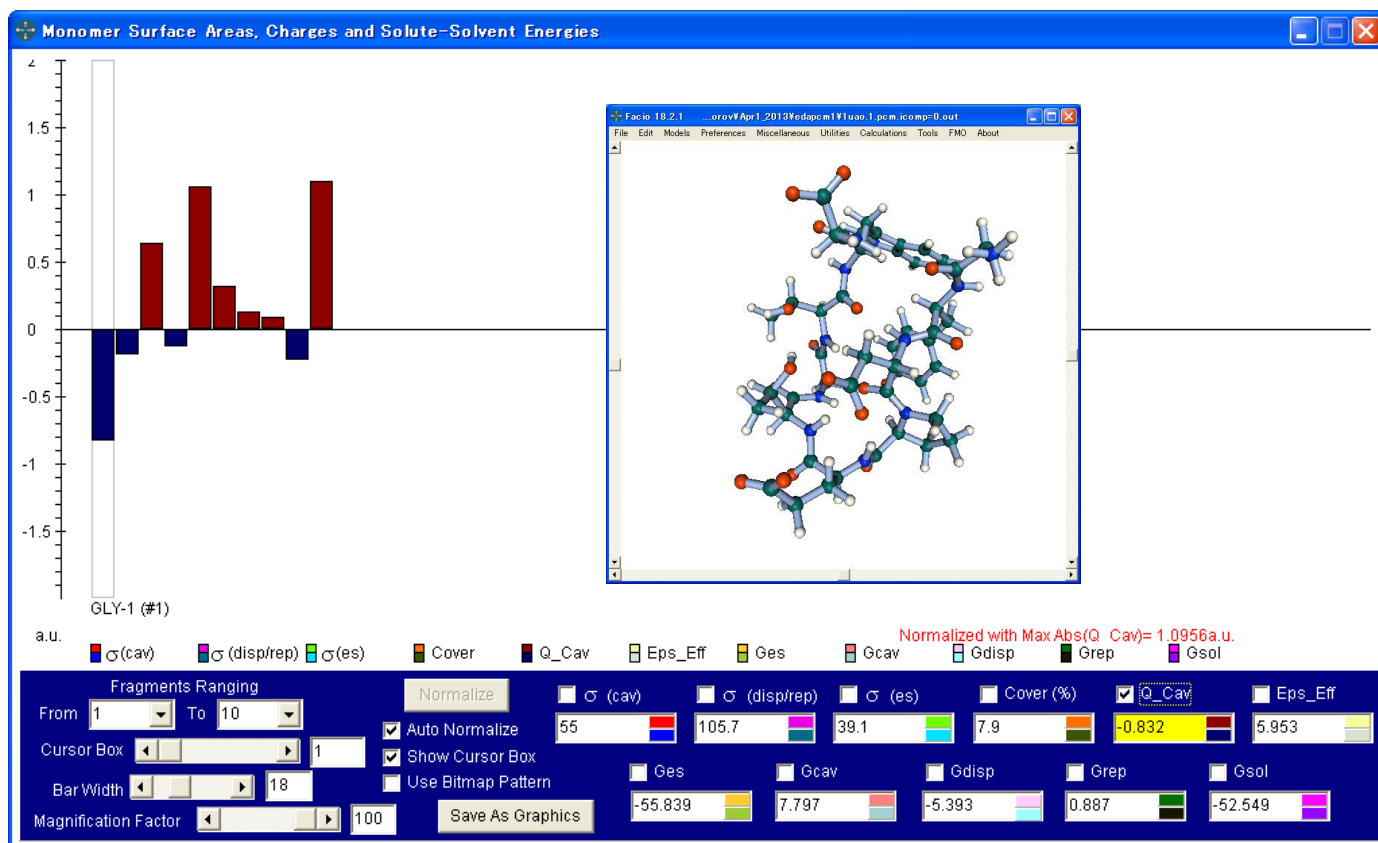 Monomer Surface Areas, Charges and Solute-Solvent Energies
2
1.5
1
0.5
0
-0.5
-1
-1.5
GLY-1 (#1)
Facio 18.2.1 ...orov¥Apr1_2013¥edapcm1¥1uao.1.pcm.icomp=0.out
File Edit Models Preferences Miscellaneous Utilities Calculations Tools FMO About
a.u.
Normalized with Max Abs(Q_Cav)= 1.0956a.u.
σ(cav) σ (disp/rep) σ(es) Cover Q_Cav Eps_Eff Ges Gcav Gdisp Grep Gsol
Fragments Ranging
From 1 To 10
Cursor Box 1
Bar Width 18
Magnification Factor 100
Normalize
Auto Normalize
Show Cursor Box
Use Bitmap Pattern
Save As Graphics
σ (cav) σ (disp/rep) σ (es) Cover (%) Q_Cav Eps_Eff
55 105.7 39.1 7.9 -0.832 5.953
Ges Gcav Gdisp Grep Gsol
-55.839 7.797 -5.393 0.887 -52.549